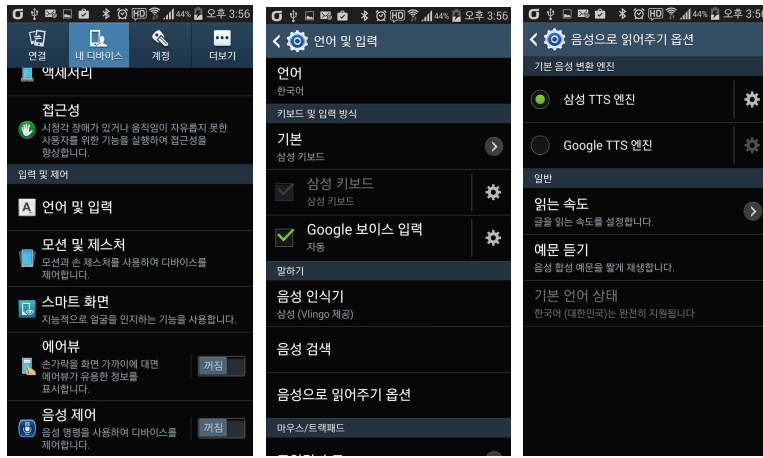 44% 오후 3:56
연결 내 디바이스 계정 더보기
액세서리
접근성
시청각 장애가 있거나 움직임이 자유롭지 못한
사용자를 위한 기능을 실행하여 접근성을
향상합니다.
입력 및 제어
언어 및 입력
모션 및 제스처
모션과 손 제스처를 사용하여 디바이스를
제어합니다.
스마트 화면
지능적으로 얼굴을 인지하는 기능을 사용합니다.
에어뷰
손가락을 화면 가까이에 대면
에어뷰가 유용한 정보를
표시합니다.
꺼짐
음성 제어
음성 명령을 사용하여 디바이스를
제어합니다.
꺼짐
44% 오후 3:56
언어 및 입력
언어
한국어
키보드 및 입력 방식
기본
삼성 키보드
삼성 키보드
삼성 키보드
Google 보이스 입력
자동
말하기
음성 인식기
삼성 (Vlingo 제공)
음성 검색
음성으로 읽어주기 옵션
마우스/트랙패드
44% 오후 3:56
음성으로 읽어주기 옵션
기본 음성 변환 엔진
삼성 TTS 엔진
Google TTS 엔진
일반
읽는 속도
글을 읽는 속도를 설정합니다.
예문 듣기
음성 합성 예문을 짧게 재생합니다.
기본 언어 상태
한국어 (대한민국)는 완전히 지원됩니다